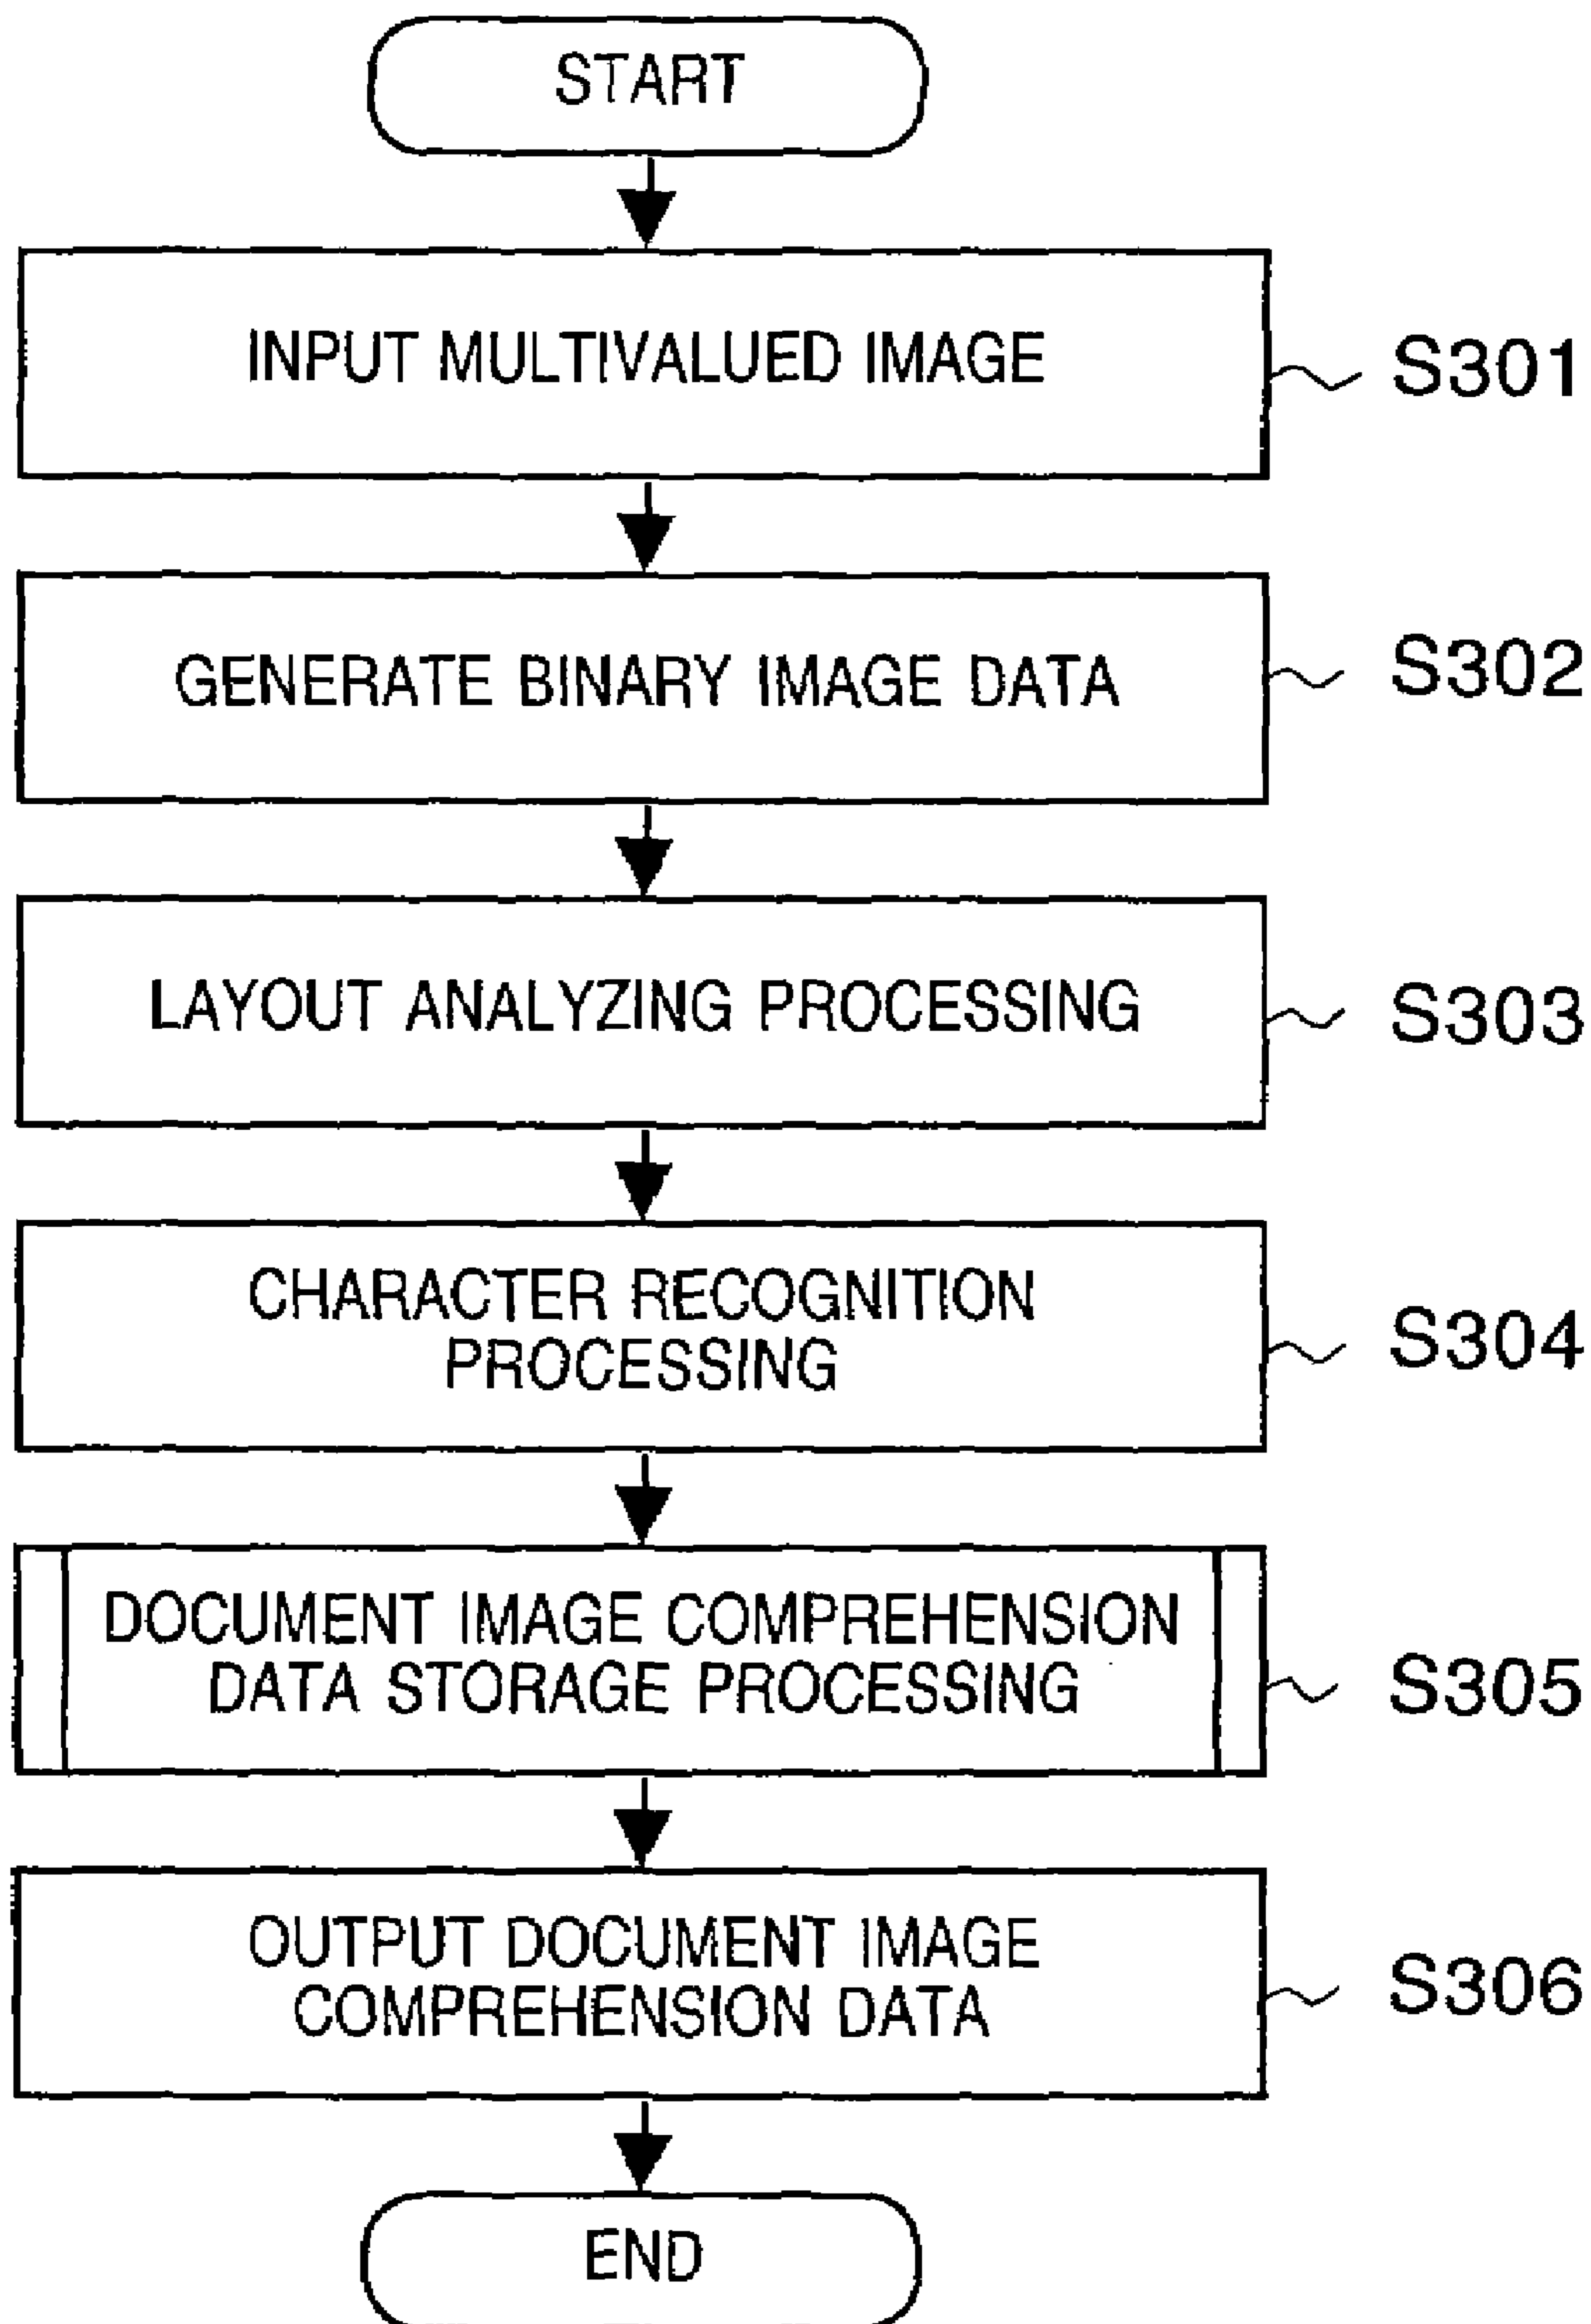 START
INPUT MULTIVALUED IMAGE
S301
GENERATE BINARY IMAGE DATA
S302
LAYOUT ANALYZING PROCESSING
S303
CHARACTER RECOGNITION
PROCESSING
S304
DOCUMENT IMAGE COMPREHENSION
DATA STORAGE PROCESSING
S305
OUTPUT DOCUMENT IMAGE
COMPREHENSION DATA
S306
END